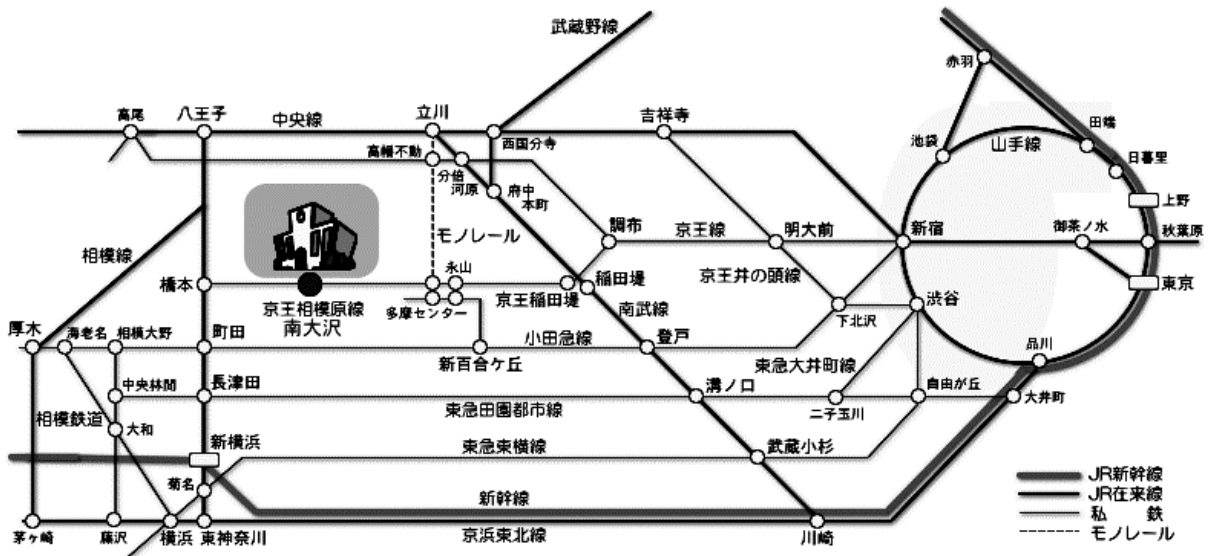 武蔵野線
赤羽
高尾
八王子
中央線
立川
西国分寺
吉祥寺
池袋
山手線
田端
日暮里
高幡不動
分倍
河原
府中
本町
上野
相模線
モノレール
調布
京王線
明大前
新宿
御茶ノ水
秋葉原
橋本
永山
京王井の頭線
京王相模原線
南大沢
多摩センター
京王稲田堤
稲田堤
南武線
下北沢
渋谷
東京
厚木
海老名
相模大野
町田
新百合ケ丘
小田急線
登戸
東急大井町線
品川
中央林間
長津田
東急田園都市線
溝ノ口
二子玉川
自由が丘
大井町
相模鉄道
大和
新横浜
東急東横線
武蔵小杉
菊名
新幹線
茅ヶ崎
藤沢
横浜
東神奈川
京浜東北線
川崎
JR新幹線
JR在来線
私 鉄
モノレール